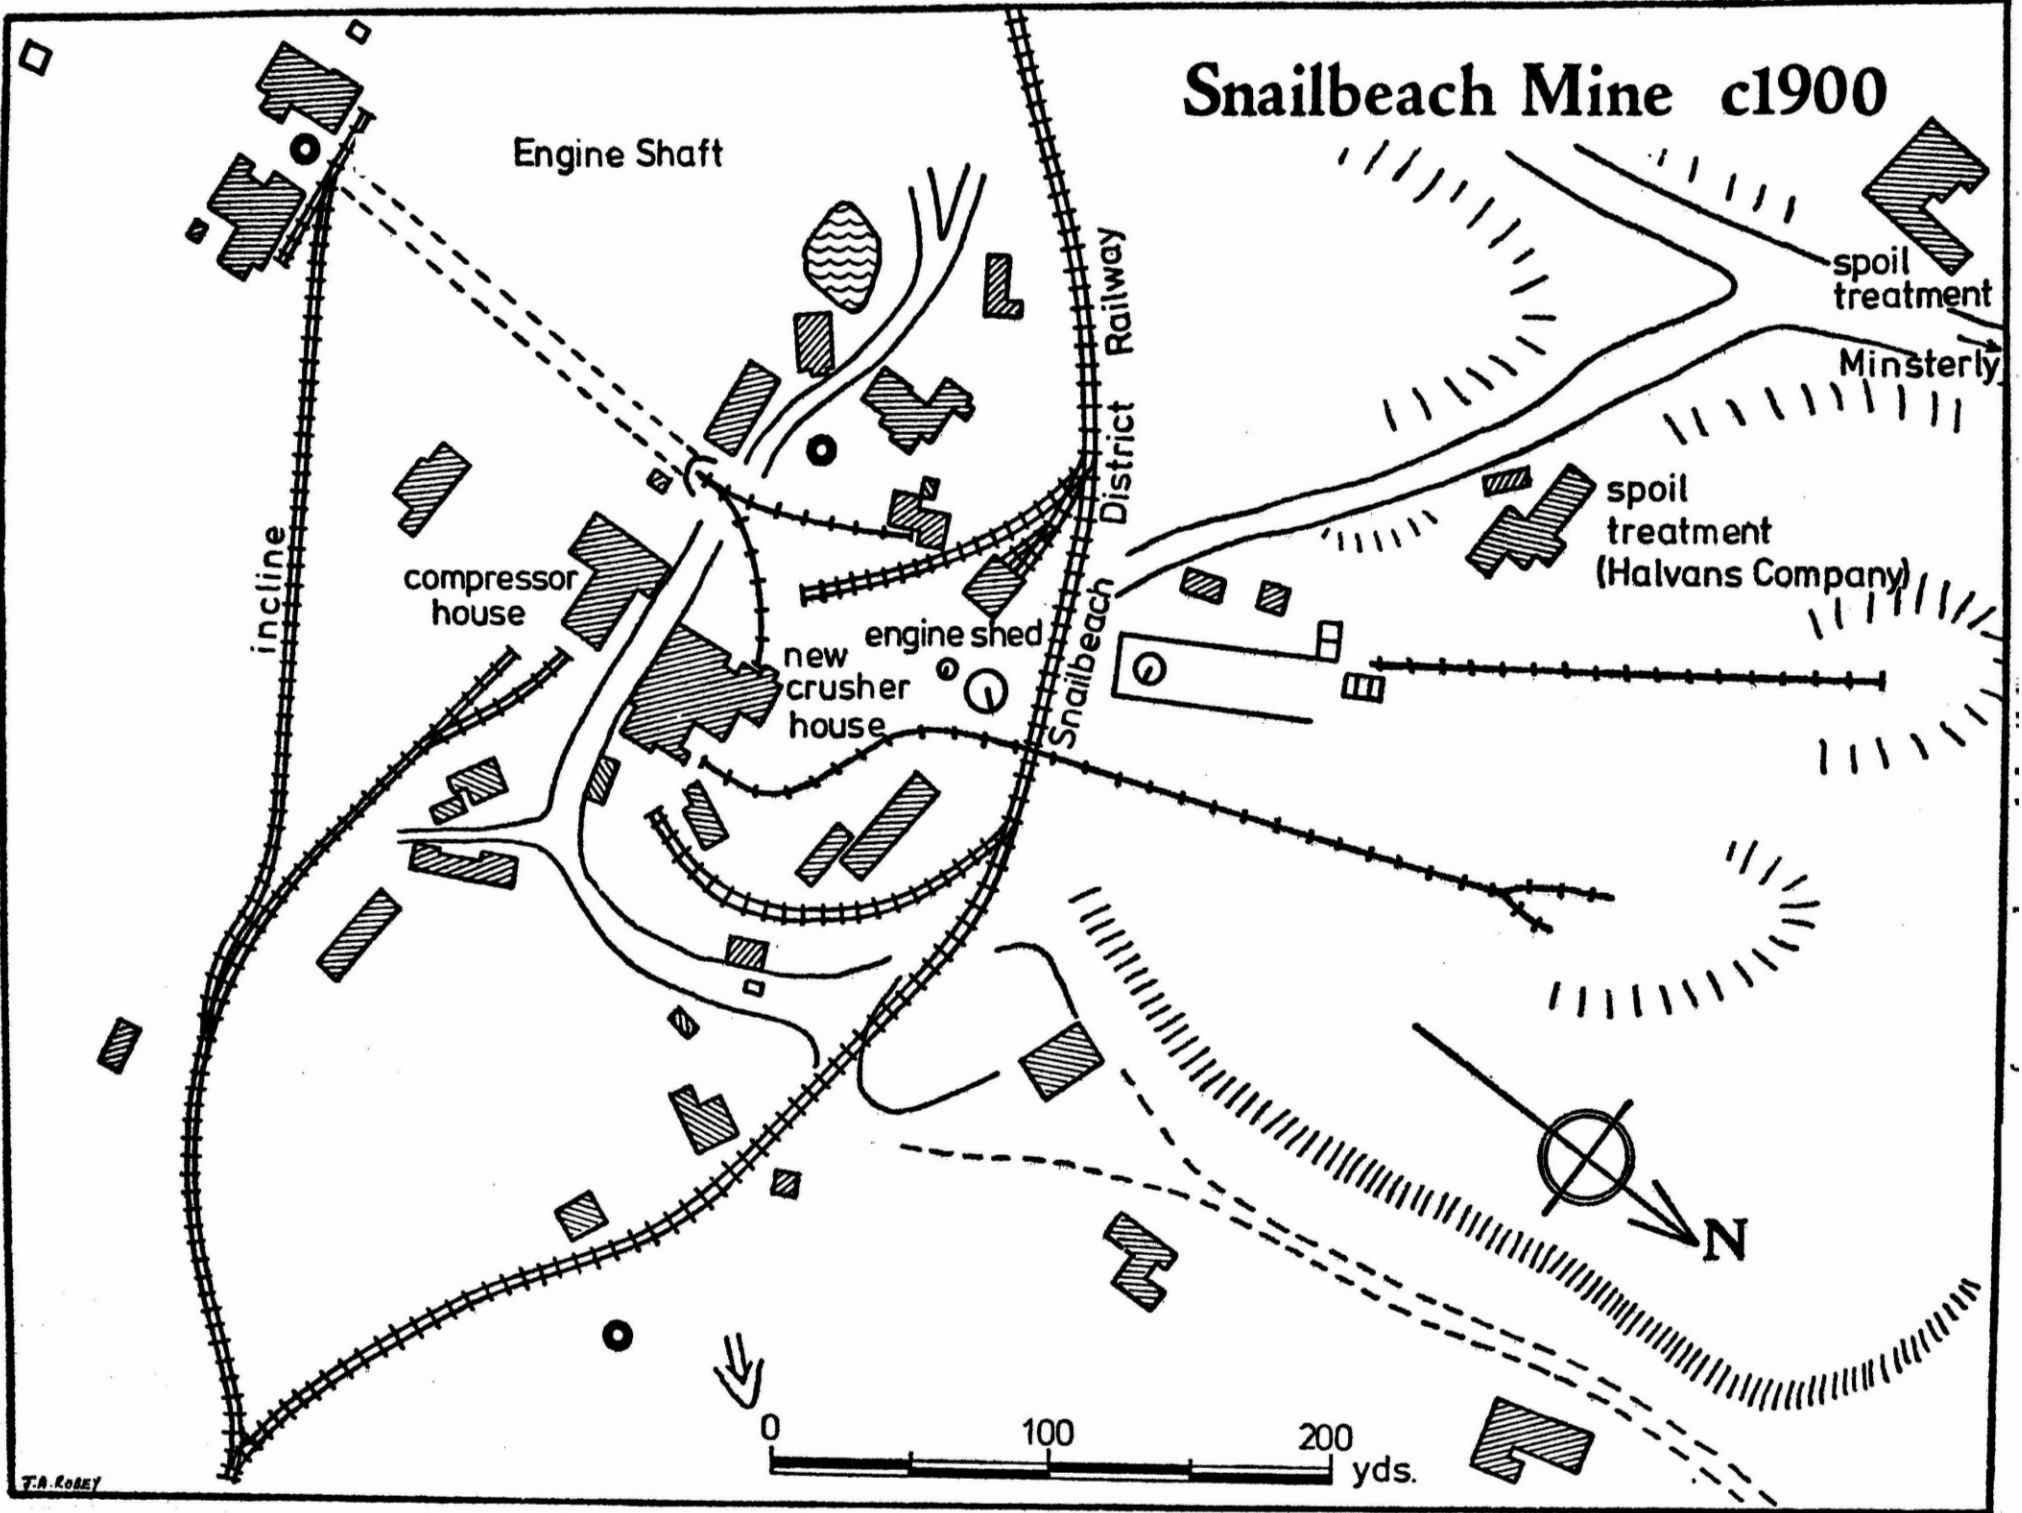 Snailbeach Mine c1900
Engine Shaft
Snailbeach District Railway
spoil
treatment
Minsterly
spoil
treatment
(Halvans Company)
incline
compressor
house
engine shed
new
crusher
house
N
0 100 200
yds.
J.A. ROBEY